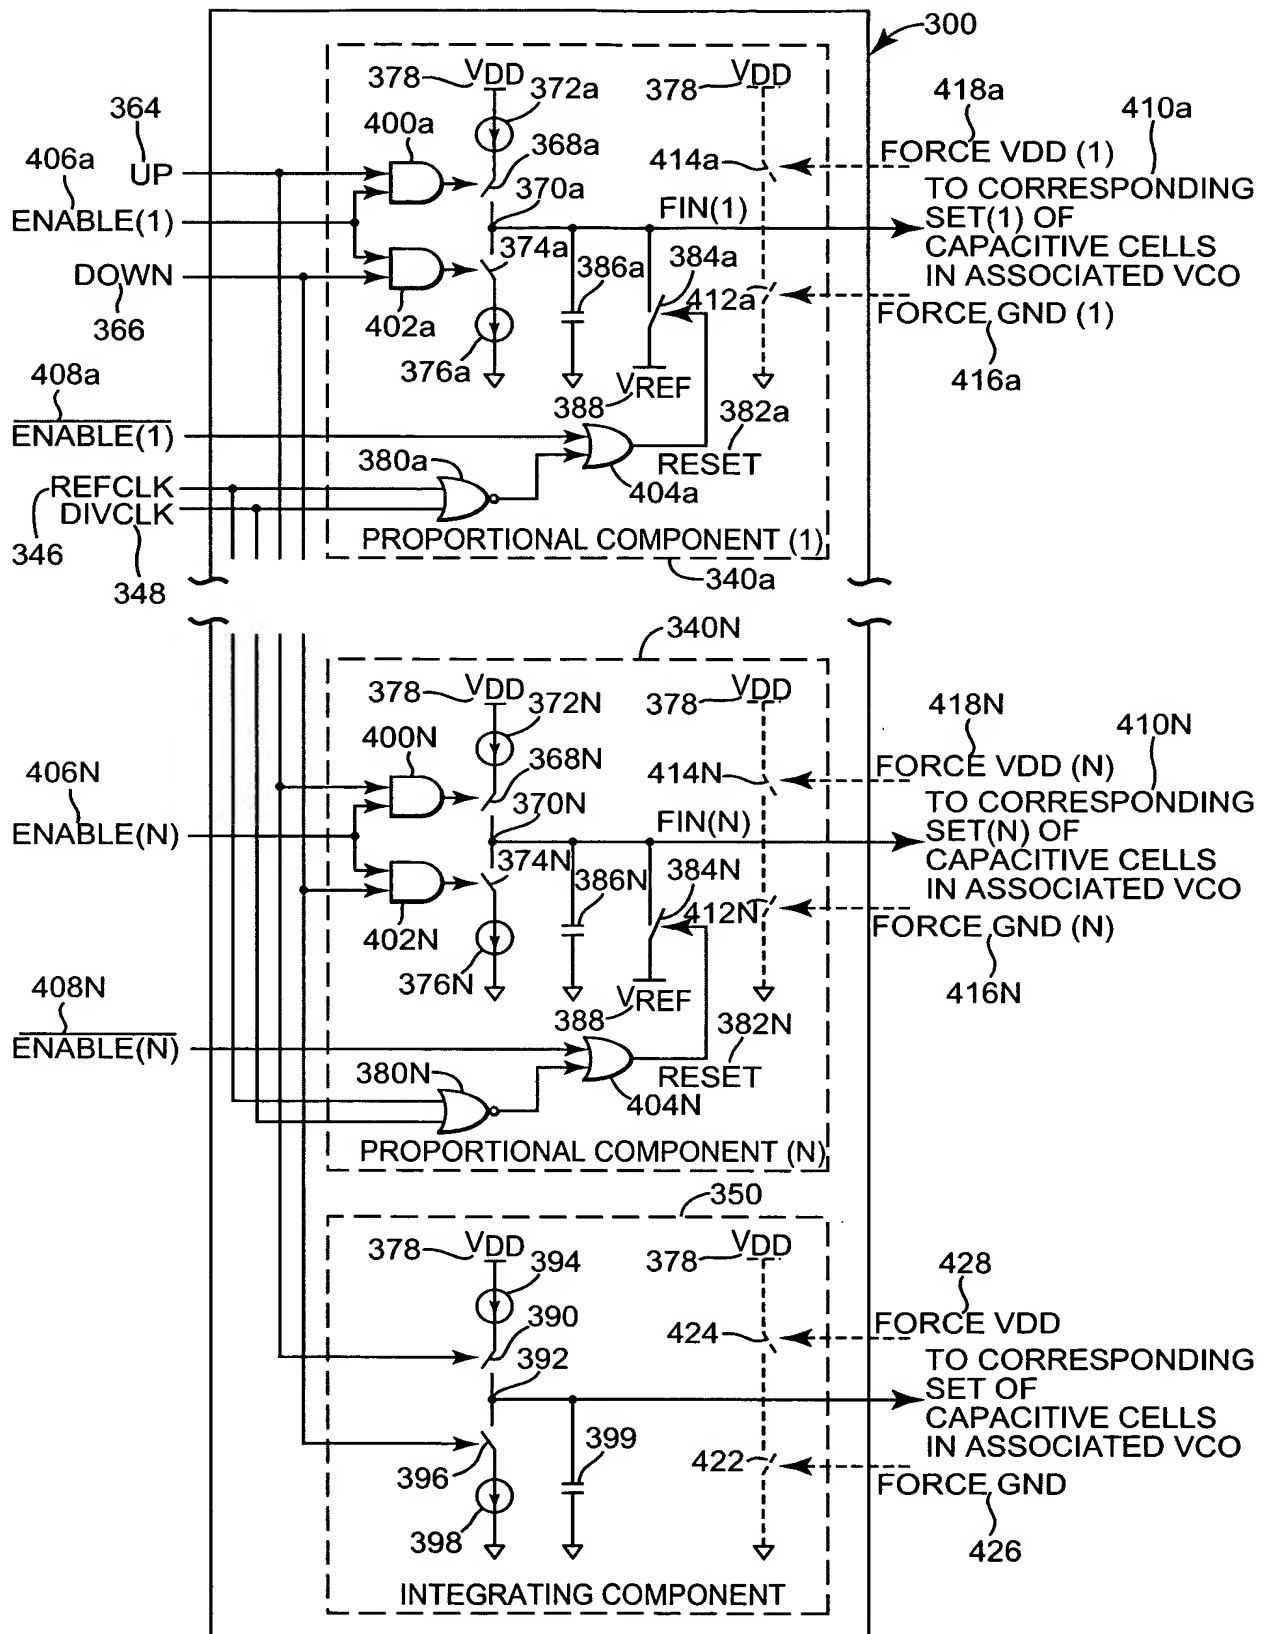 300
378
VDD
372a
378
VDD
418a
410a
364
400a
368a
414a
FORCE VDD (1)
406a
UP
370a
TO CORRESPONDING
SET(1) OF
CAPACITIVE CELLS
IN ASSOCIATED VCO
ENABLE(1)
FIN(1)
374a
386a
384a
DOWN
412a
FORCE GND (1)
366
402a
376a
416a
408a
VREF
388
382a
ENABLE(1)
RESET
380a
404a
REFCLK
DIVCLK
346
348
PROPORTIONAL COMPONENT (1)
340a
340N
378
VDD
372N
378
VDD
418N
410N
400N
368N
414N
FORCE VDD (N)
406N
370N
TO CORRESPONDING
SET(N) OF
CAPACITIVE CELLS
IN ASSOCIATED VCO
ENABLE(N)
FIN(N)
374N
386N
384N
412N
FORCE GND (N)
402N
376N
416N
408N
VREF
388
382N
ENABLE(N)
RESET
380N
404N
PROPORTIONAL COMPONENT (N)
350
378
VDD
394
378
VDD
428
390
424
FORCE VDD
392
TO CORRESPONDING
SET OF
CAPACITIVE CELLS
IN ASSOCIATED VCO
396
399
422
FORCE GND
398
426
INTEGRATING COMPONENT